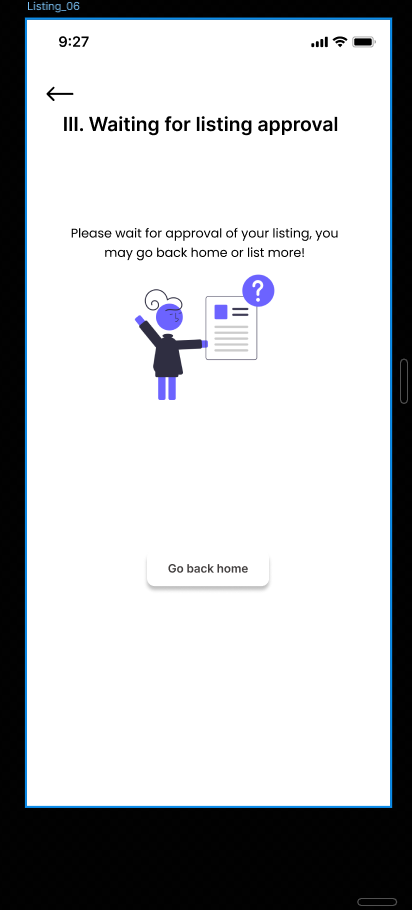 Listing_06
9:27
III. Waiting for listing approval
Please wait for approval of your listing, you
may go back home or list more!
?
Go back home